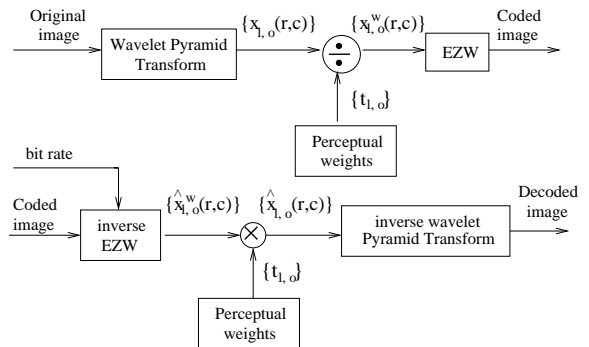 Original image
Wavelet Pyramid Transform
{x_{l, o}(r,c)}
÷
{x^w_{l, o}(r,c)}
EZW
Coded image
{t_{l, o}}
Perceptual weights
bit rate
Coded image
inverse EZW
{x̂^w_{l, o}(r,c)}
×
{x̂_{l, o}(r,c)}
inverse wavelet Pyramid Transform
Decoded image
{t_{l, o}}
Perceptual weights